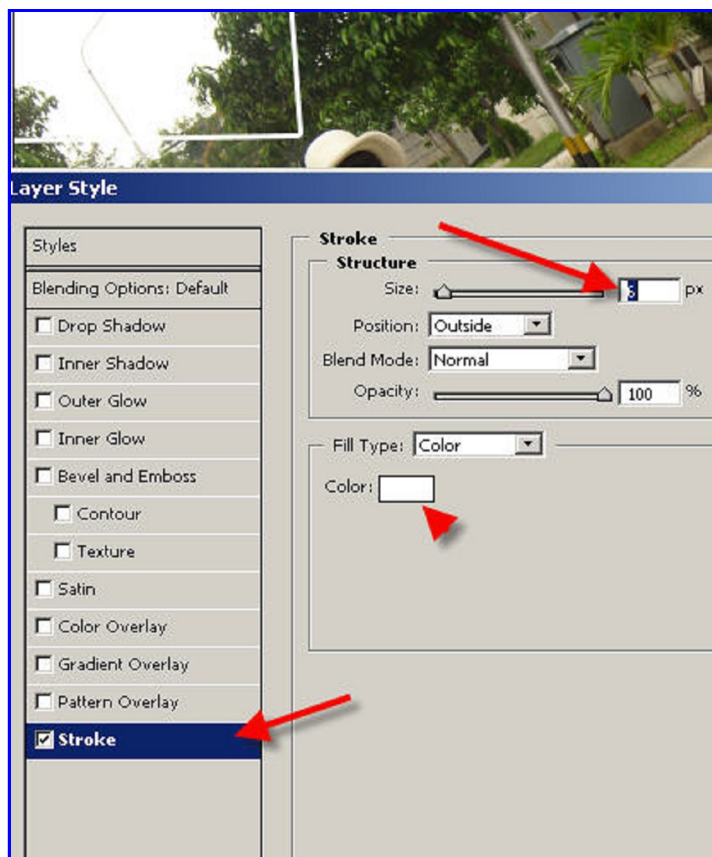 Layer Style
Styles
Blending Options: Default
Drop Shadow
Inner Shadow
Outer Glow
Inner Glow
Bevel and Emboss
Contour
Texture
Satin
Color Overlay
Gradient Overlay
Pattern Overlay
Stroke
Stroke
Structure
Size: px
Position: Outside
Blend Mode: Normal
Opacity: 100 %
Fill Type: Color
Color: